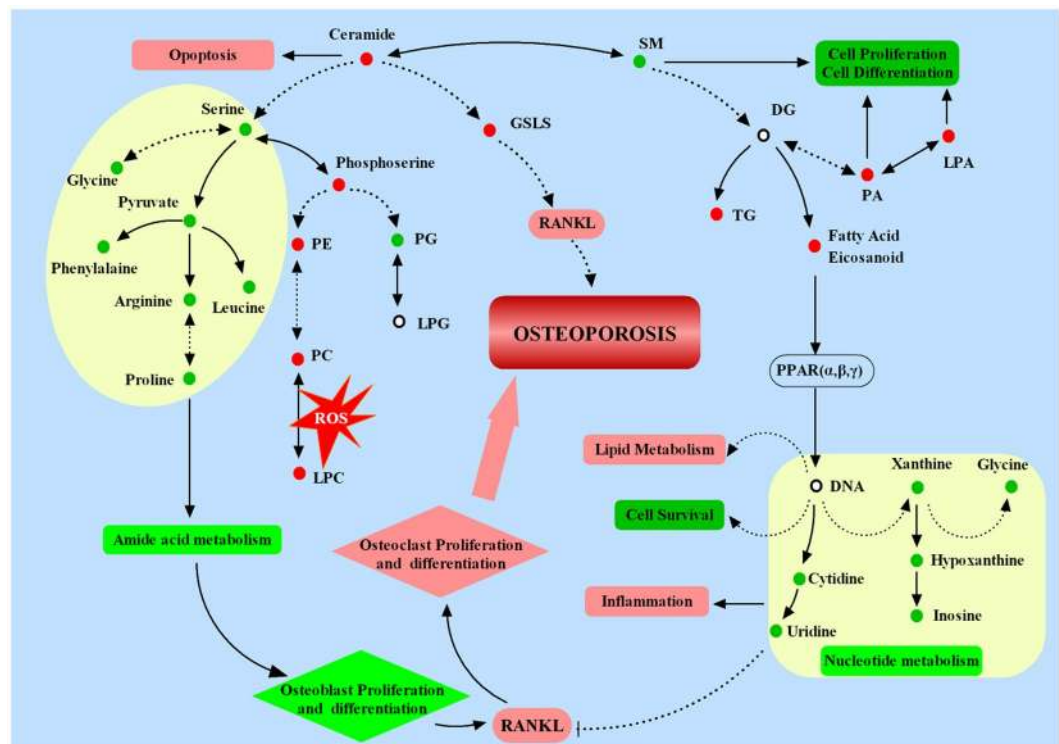 Ceramide
SM
Opoptosis
Cell Proliferation
Cell Differentiation
Serine
GSLS
DG
Glycine
Phosphoserine
PA
LPA
Pyruvate
RANKL
TG
PE
PG
Fatty Acid
Eicosanoid
Phenylalaine
Arginine
Leucine
LPG
OSTEOPOROSIS
PC
PPAR(α,β,γ)
Proline
ROS
LPC
Lipid Metabolism
Xanthine
Glycine
DNA
Cell Survival
Amide acid metabolism
Osteoclast Proliferation
and differentiation
Hypoxanthine
Cytidine
Inflammation
Inosine
Uridine
Nucleotide metabolism
Osteoblast Proliferation
and differentiation
RANKL